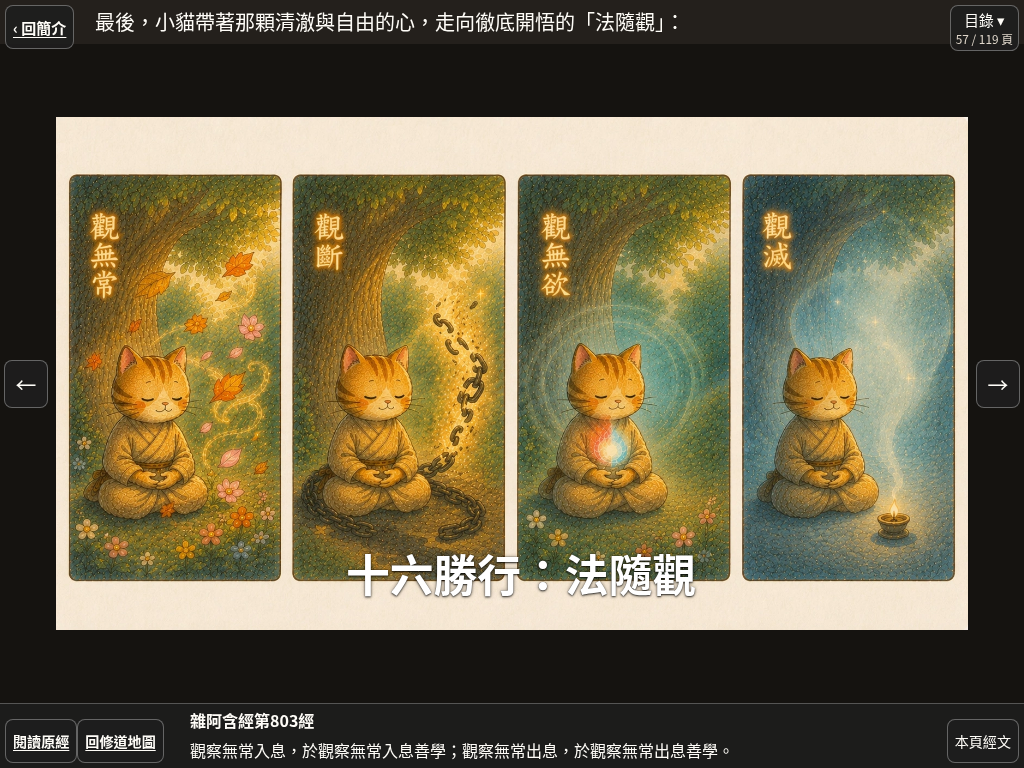 ‹ 回簡介
最後，小貓帶著那顆清澈與自由的心，走向徹底開悟的「法隨觀」：
目錄 ▾
57 / 119 頁
觀無常
觀斷
觀無欲
觀滅
←
→
十六勝行：法隨觀
閱讀原經
回修道地圖
雜阿含經第803經
觀察無常入息，於觀察無常入息善學；觀察無常出息，於觀察無常出息善學。
本頁經文